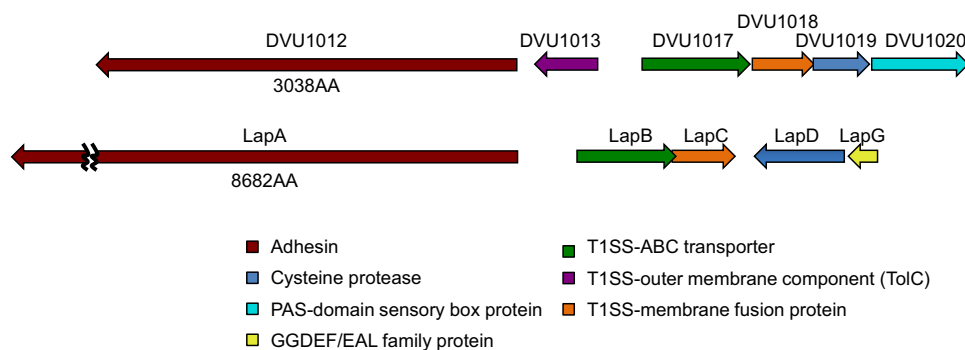 DVU1018
DVU1012 DVU1013 DVU1017 DVU1019 DVU1020
3038AA
LapA LapB LapC LapD LapG
8682AA
Adhesin T1SS-ABC transporter
Cysteine protease T1SS-outer membrane component (TolC)
PAS-domain sensory box protein T1SS-membrane fusion protein
GGDEF/EAL family protein